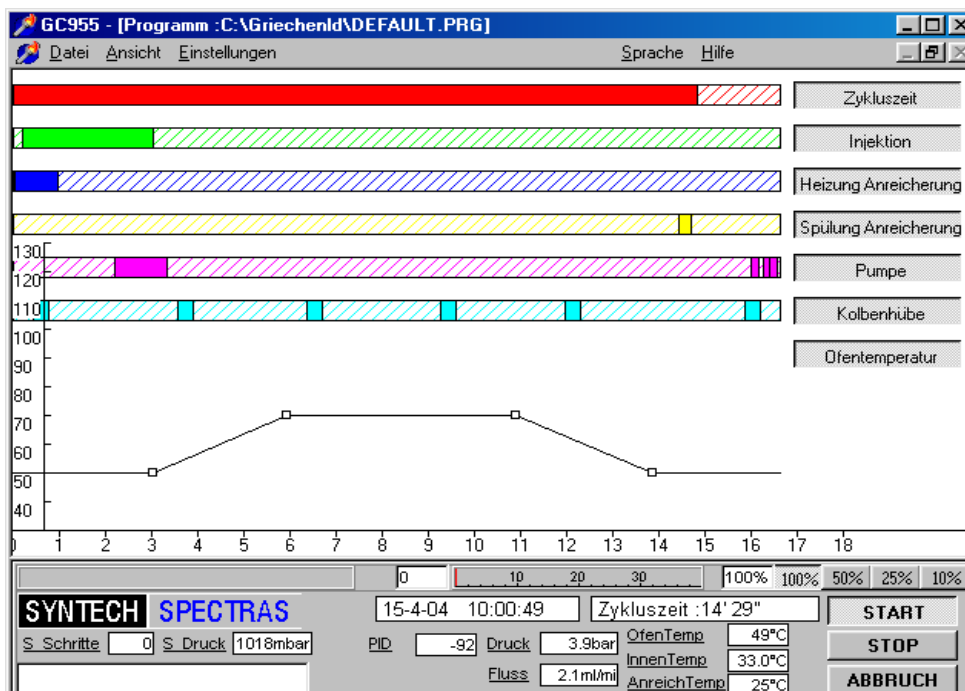 GC955 - [Programm :C:\Griechenld\DEFAULT.PRG]
Datei Ansicht Einstellungen Sprache Hilfe
Zykluszeit
Injektion
Heizung Anreicherung
Spülung Anreicherung
130
Pumpe
120
110
Kolbenhübe
100
Ofentemperatur
90
80
70
60
50
40
0 1 2 3 4 5 6 7 8 9 10 11 12 13 14 15 16 17 18
0 10 20 30 100% 100% 50% 25% 10%
SYNTECH SPECTRAS 15-4-04 10:00:49 Zykluszeit :14' 29" START
S_Schritte 0 S_Druck 1018mbar PID -92 Druck 3.9bar OfenTemp 49°C STOP
Fluss 2.1ml/mi InnenTemp 33.0°C
AnreichTemp 25°C ABBRUCH